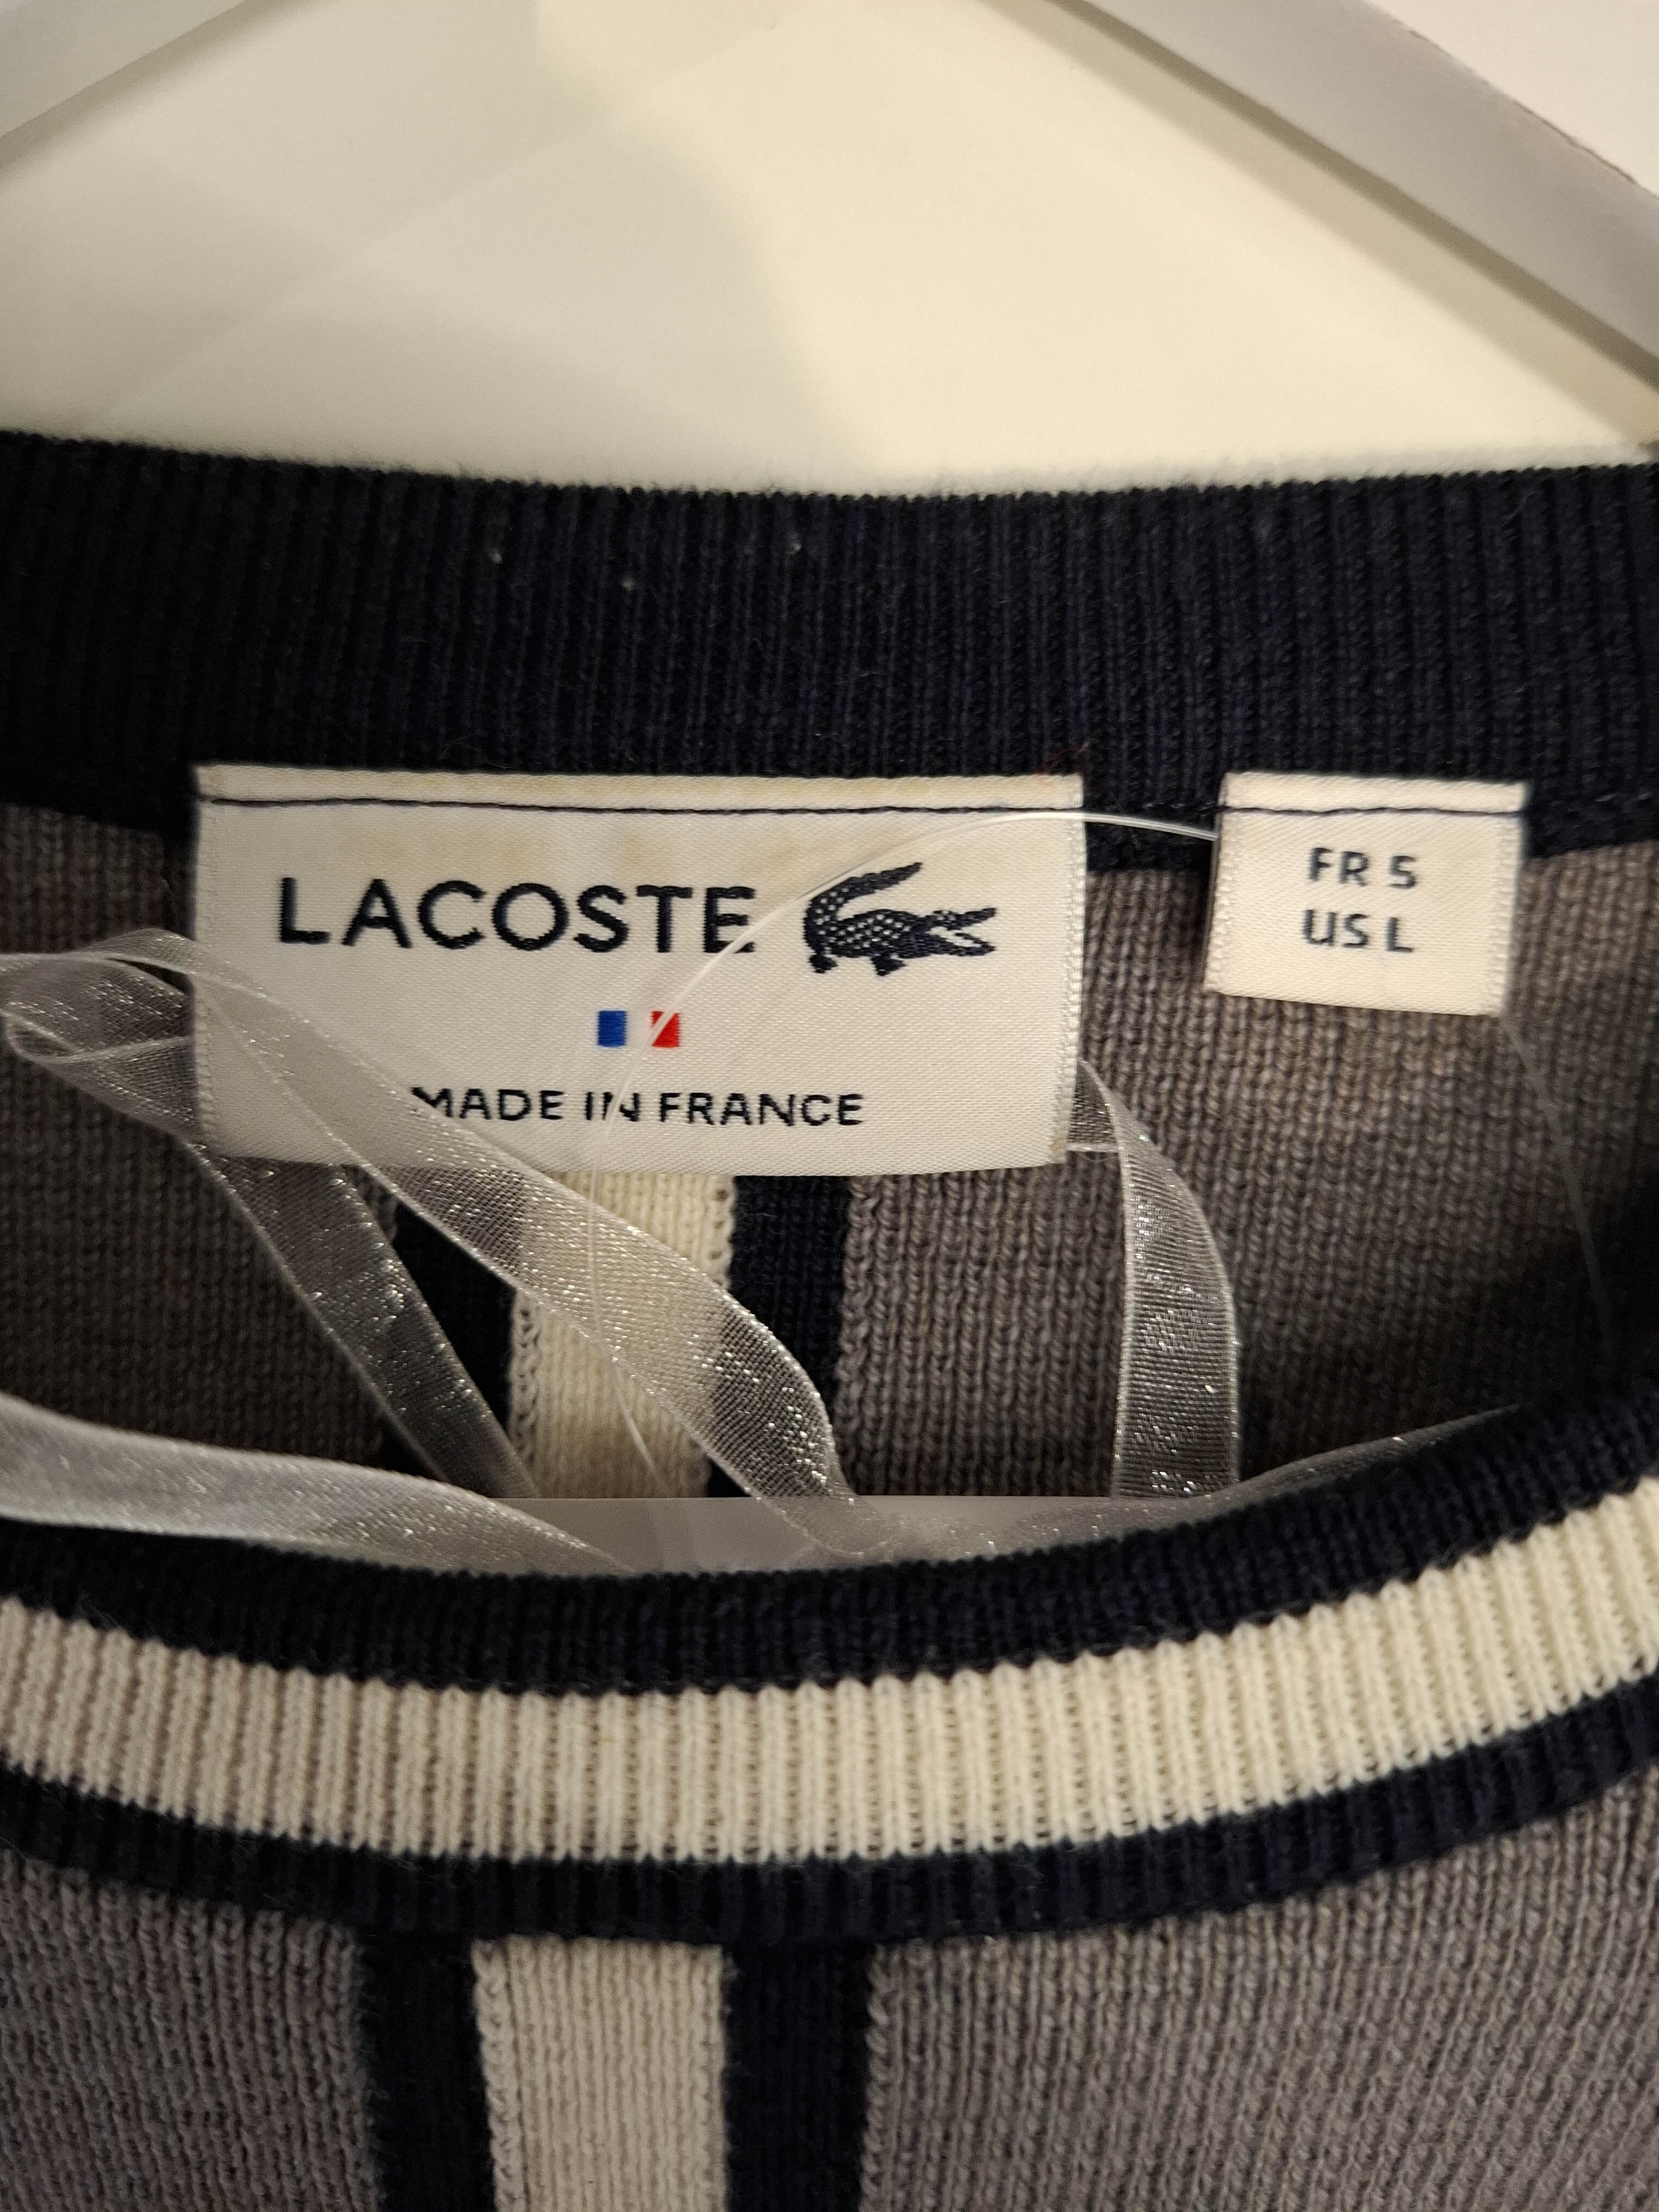 LACOSTE
MADE IN FRANCE
FR 5
US L